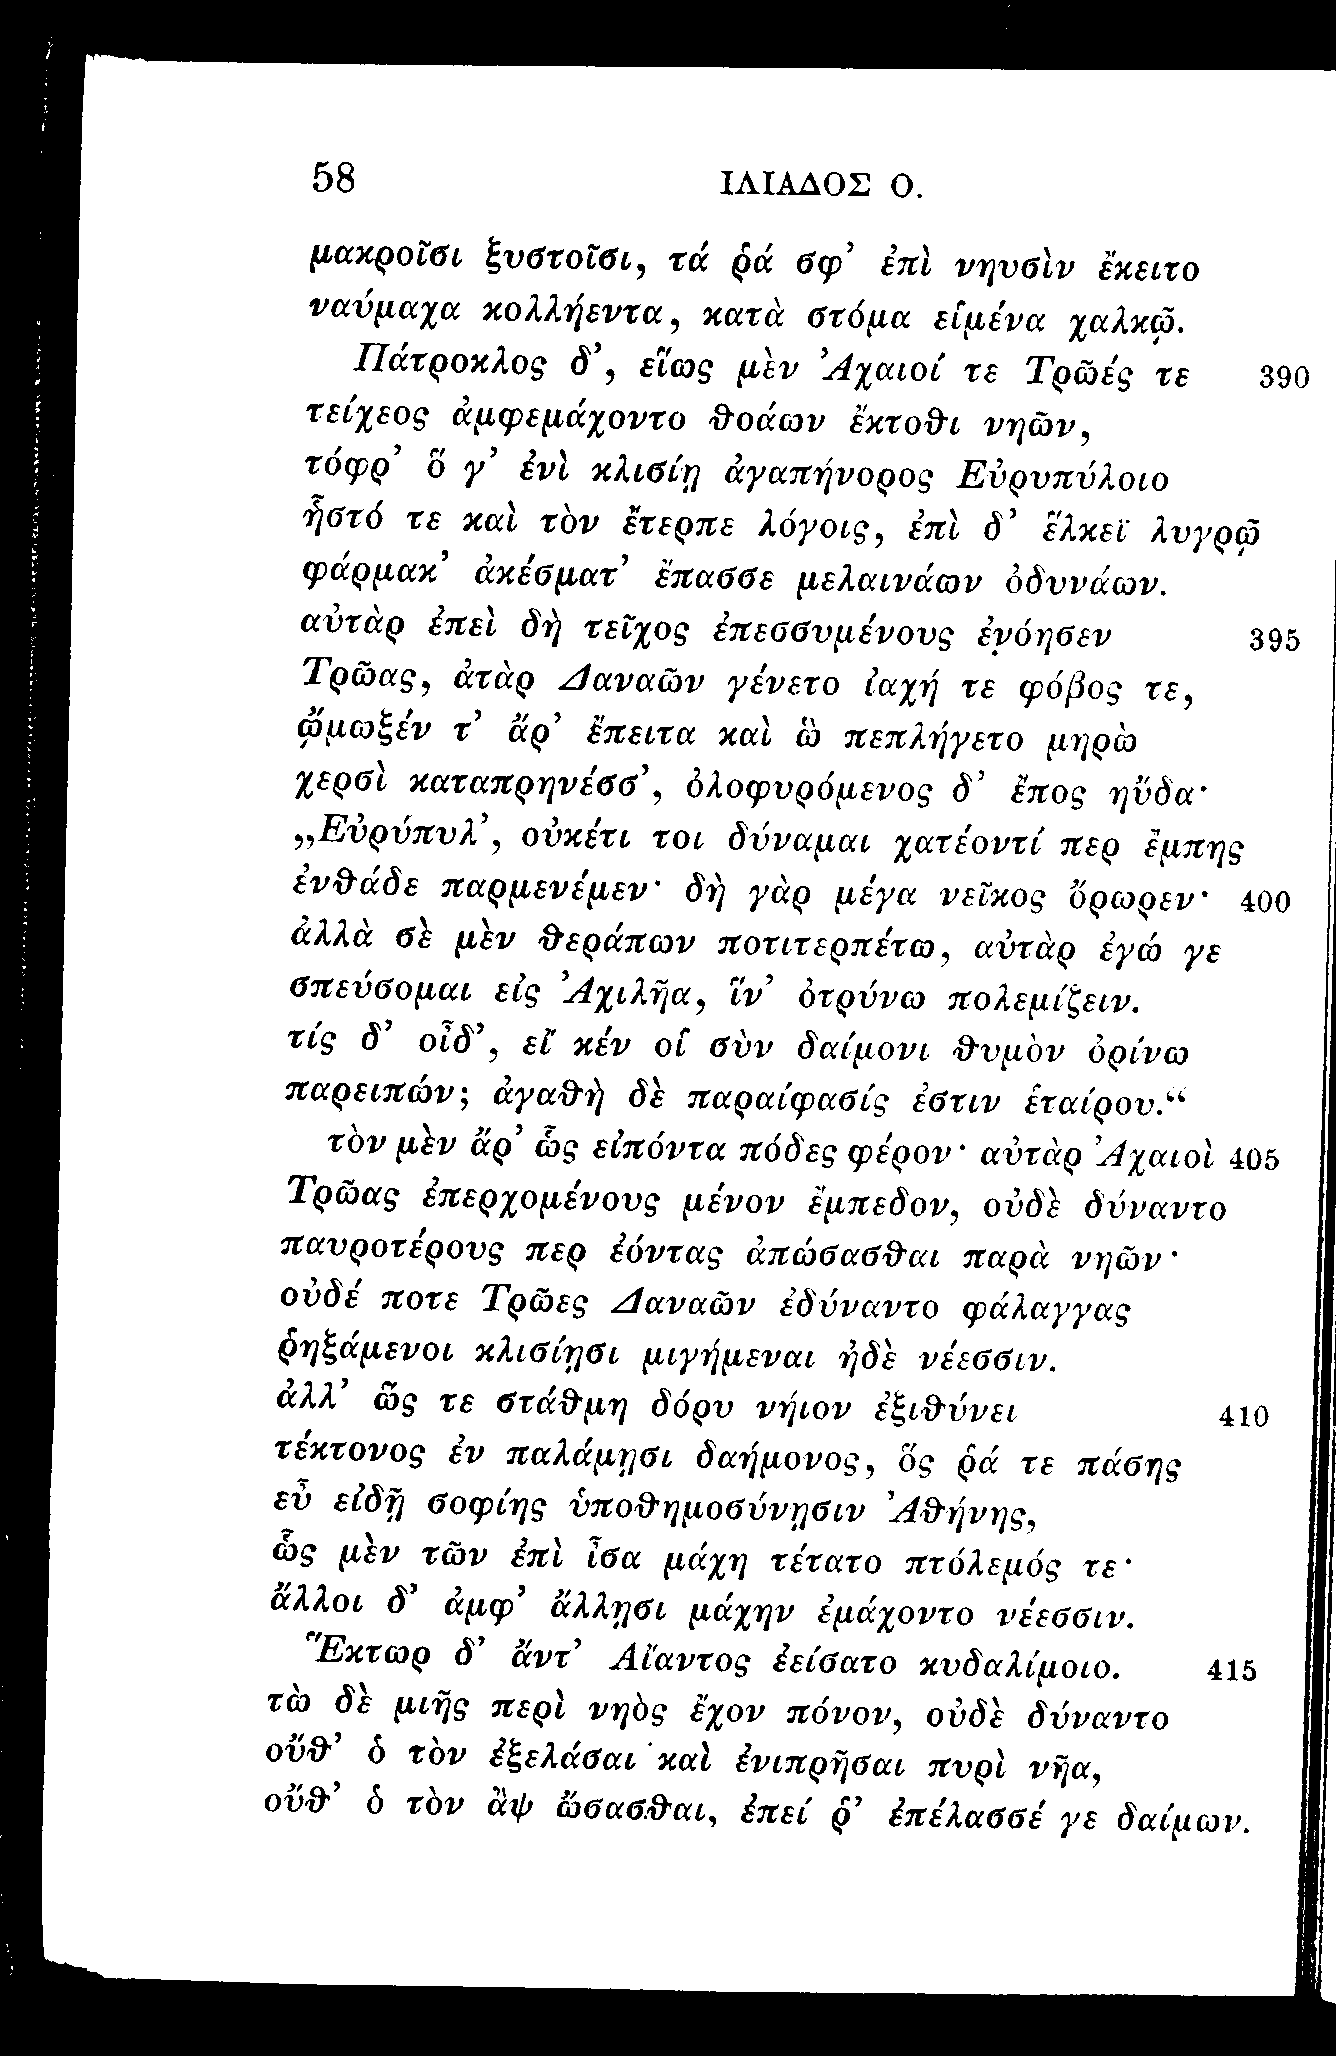 58 ΙΛΙΑΔΟΣ Ο.
μακροῖσι ξυστοῖσι, τά ῥά σφ’ ἐπὶ νηυσὶν ἔκειτο
ναύμαχα κολλήεντα, κατὰ στόμα εἱμένα χαλκῷ.
Πάτροκλος δ’, εἵως μὲν Ἀχαιοί τε Τρῶές τε 390
τείχεος ἀμφεμάχοντο θοάων ἔκτοθι νηῶν,
τόφρ’ ὅ γ’ ἐνὶ κλισίῃ ἀγαπήνορος Εὐρυπύλοιο
ἧστό τε καὶ τὸν ἔτερπε λόγοις, ἐπὶ δ’ ἕλκεϊ λυγρῷ
φάρμακ’ ἀκέσματ’ ἔπασσε μελαινάων ὀδυνάων.
αὐτὰρ ἐπεὶ δὴ τεῖχος ἐπεσσυμένους ἐνόησεν 395
Τρῶας, ἀτὰρ Δαναῶν γένετο ἰαχή τε φόβος τε,
ᾤμωξέν τ’ ἄρ’ ἔπειτα καὶ ὣ πεπλήγετο μηρὼ
χερσὶ καταπρηνέσσ’, ὀλοφυρόμενος δ’ ἔπος ηὔδα·
„Εὐρύπυλ’, οὐκέτι τοι δύναμαι χατέοντί περ ἔμπης
ἐνθάδε παρμενέμεν· δὴ γὰρ μέγα νεῖκος ὄρωρεν· 400
ἀλλὰ σὲ μὲν θεράπων ποτιτερπέτω, αὐτὰρ ἐγώ γε
σπεύσομαι εἰς Ἀχιλῆα, ἵν’ ὀτρύνω πολεμίζειν.
τίς δ’ οἶδ’, εἴ κέν οἱ σὺν δαίμονι θυμὸν ὀρίνω
παρειπών; ἀγαθὴ δὲ παραίφασίς ἐστιν ἑταίρου.“
τὸν μὲν ἄρ’ ὧς εἰπόντα πόδες φέρον· αὐτὰρ Ἀχαιοὶ 405
Τρῶας ἐπερχομένους μένον ἔμπεδον, οὐδὲ δύναντο
παυροτέρους περ ἐόντας ἀπώσασθαι παρὰ νηῶν·
οὐδέ ποτε Τρῶες Δαναῶν ἐδύναντο φάλαγγας
ῥηξάμενοι κλισίῃσι μιγήμεναι ἠδὲ νέεσσιν.
ἀλλ’ ὥς τε στάθμη δόρυ νήιον ἐξιθύνει 410
τέκτονος ἐν παλάμῃσι δαήμονος, ὅς ῥά τε πάσης
εὖ εἰδῇ σοφίης ὑποθημοσύνῃσιν Ἀθήνης,
ὧς μὲν τῶν ἐπὶ ἶσα μάχη τέτατο πτόλεμός τε·
ἄλλοι δ’ ἀμφ’ ἄλλῃσι μάχην ἐμάχοντο νέεσσιν.
Ἕκτωρ δ’ ἄντ’ Αἴαντος ἐείσατο κυδαλίμοιο. 415
τὼ δὲ μιῆς περὶ νηὸς ἔχον πόνον, οὐδὲ δύναντο
οὔθ’ ὁ τὸν ἐξελάσαι καὶ ἐνιπρῆσαι πυρὶ νῆα,
οὔθ’ ὁ τὸν ἂψ ὤσασθαι, ἐπεί ῥ’ ἐπέλασσέ γε δαίμων.